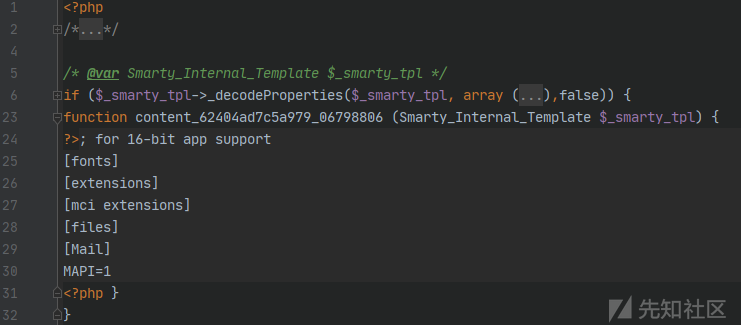 1 <?php
2 /*...*/
4
5 /* @var Smarty_Internal_Template $_smarty_tpl */
6 if ($_smarty_tpl->_decodeProperties($_smarty_tpl, array (...),false)) {
23 function content_62404ad7c5a979_06798806 (Smarty_Internal_Template $_smarty_tpl) {
24 ?>; for 16-bit app support
25 [fonts]
26 [extensions]
27 [mci extensions]
28 [files]
29 [Mail]
30 MAPI=1
31 <?php }
32 }
先知社区